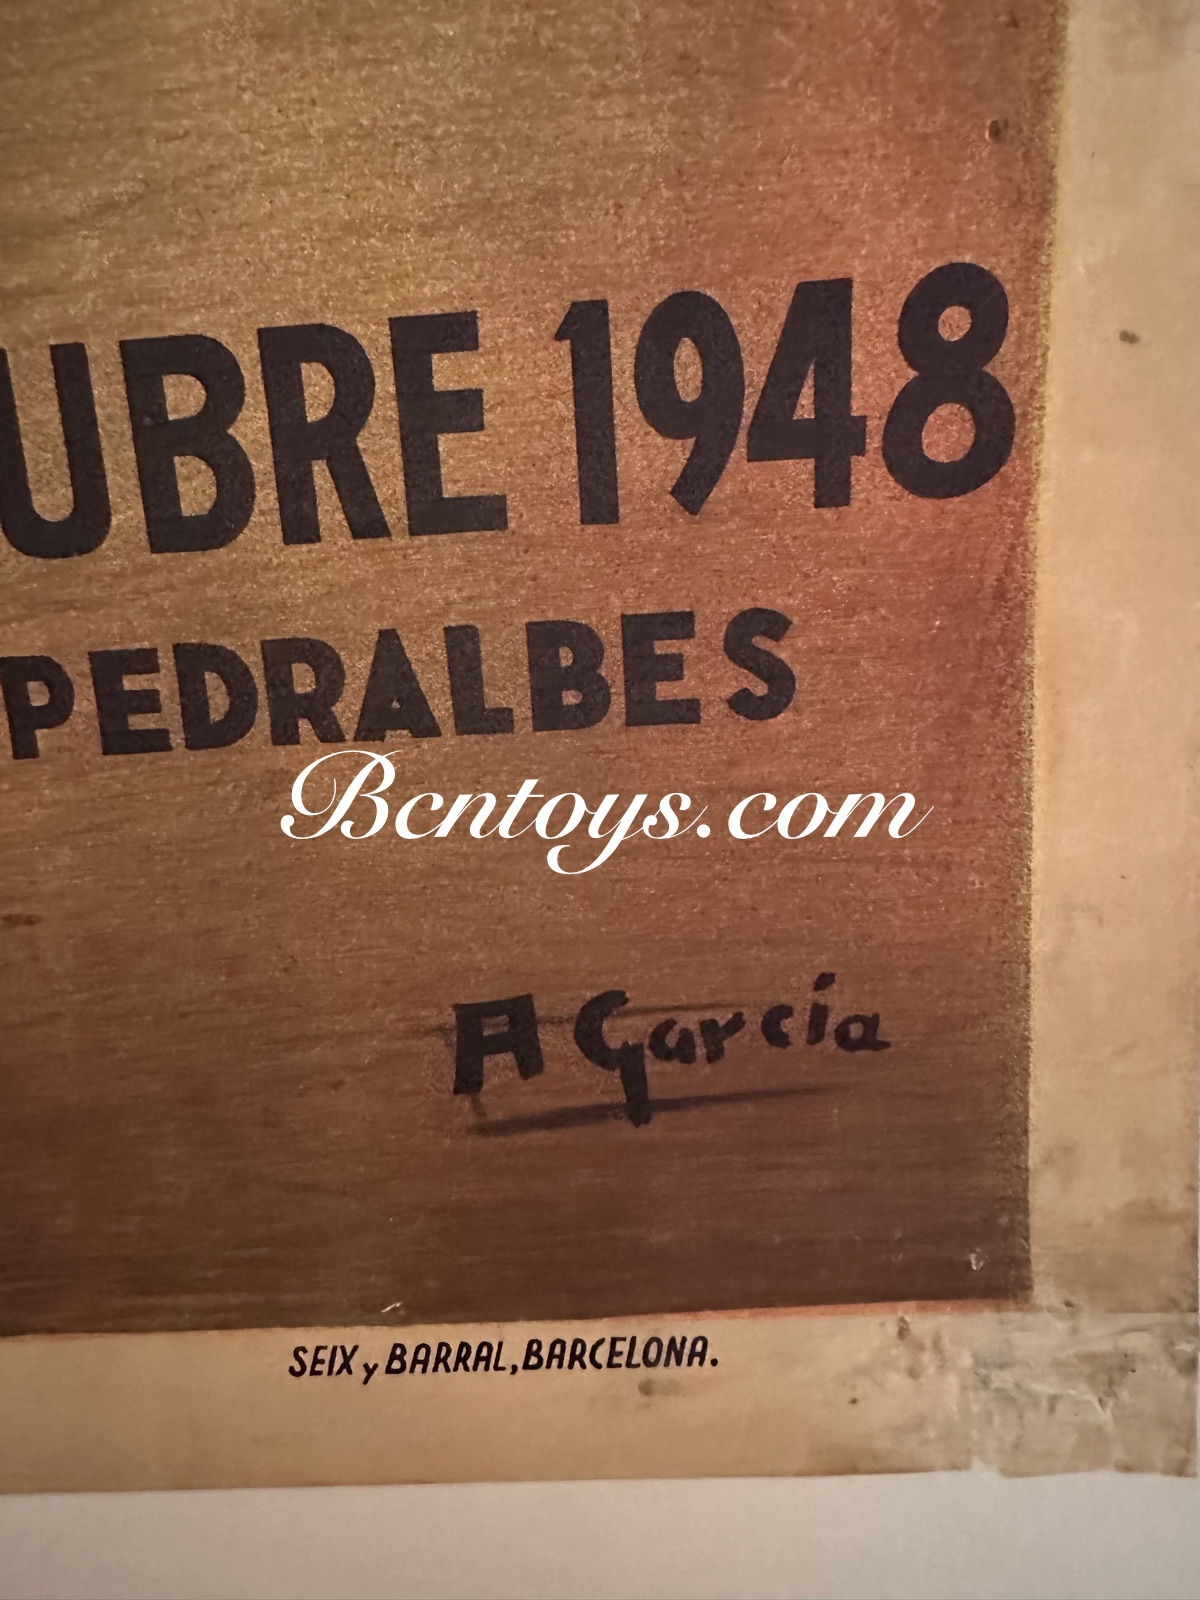 UBRE 1948
PEDRALBES
Bcntoys.com
A García
SEIX y BARRAL, BARCELONA.